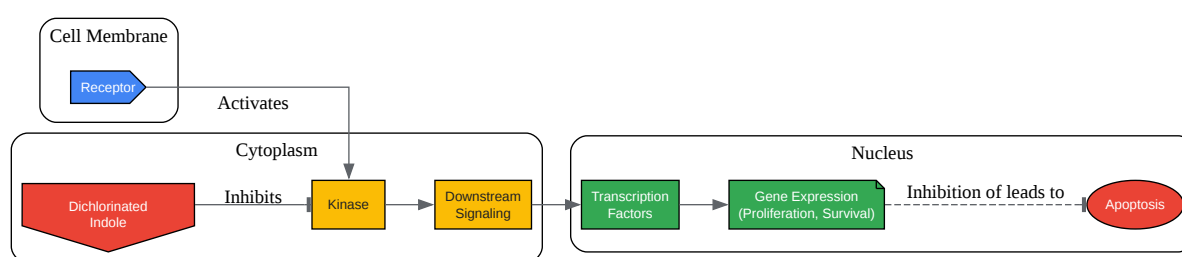 Cell Membrane
Receptor
Activates
Cytoplasm
Dichlorinated
Indole
Inhibits
Kinase
Downstream
Signaling
Nucleus
Transcription
Factors
Gene Expression
(Proliferation, Survival)
Inhibition of leads to
Apoptosis